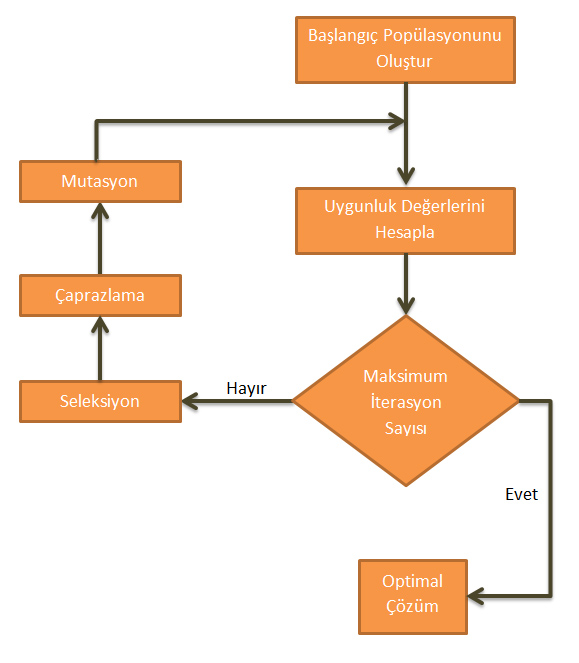 Başlangıç Popülasyonunu
Oluştur
Uygunluk Değerlerini
Hesapla
Maksimum
İterasyon
Sayısı
Hayır
Seleksiyon
Çaprazlama
Mutasyon
Evet
Optimal
Çözüm